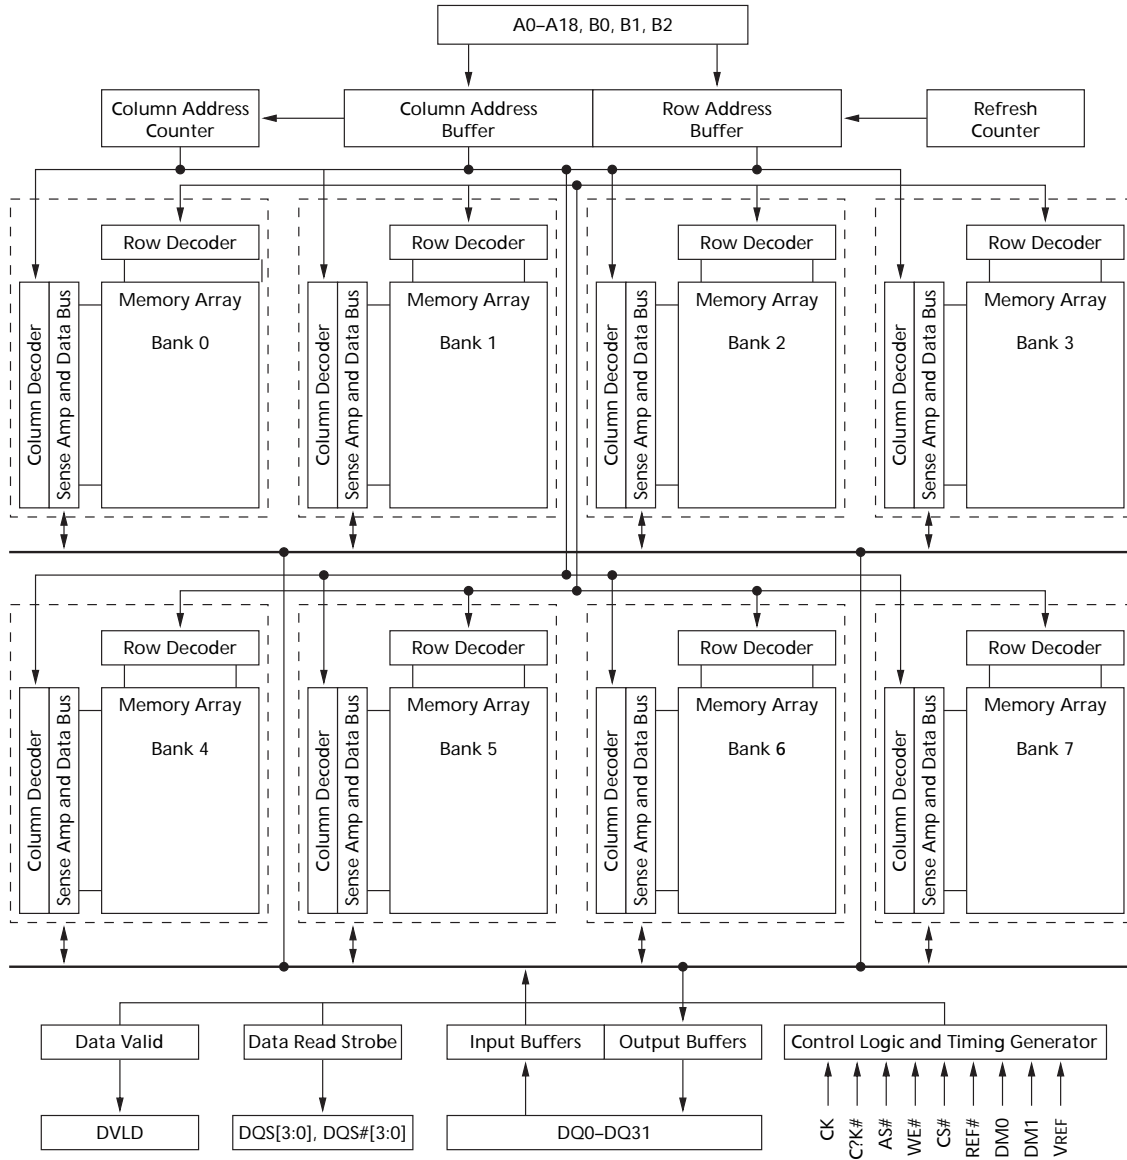 A0–A18, B0, B1, B2
Column Address
Counter
Column Address
Buffer
Row Address
Buffer
Refresh
Counter
Row Decoder
Row Decoder
Row Decoder
Row Decoder
Column Decoder
Sense Amp and Data Bus
Memory Array
Bank 0
Column Decoder
Sense Amp and Data Bus
Memory Array
Bank 1
Column Decoder
Sense Amp and Data Bus
Memory Array
Bank 2
Column Decoder
Sense Amp and Data Bus
Memory Array
Bank 3
Row Decoder
Row Decoder
Row Decoder
Row Decoder
Column Decoder
Sense Amp and Data Bus
Memory Array
Bank 4
Column Decoder
Sense Amp and Data Bus
Memory Array
Bank 5
Column Decoder
Sense Amp and Data Bus
Memory Array
Bank 6
Column Decoder
Sense Amp and Data Bus
Memory Array
Bank 7
Data Valid
Data Read Strobe
Input Buffers
Output Buffers
Control Logic and Timing Generator
DVLD
DQS[3:0], DQS#[3:0]
DQ0–DQ31
CK
C?K#
AS#
WE#
CS#
REF#
DM0
DM1
VREF